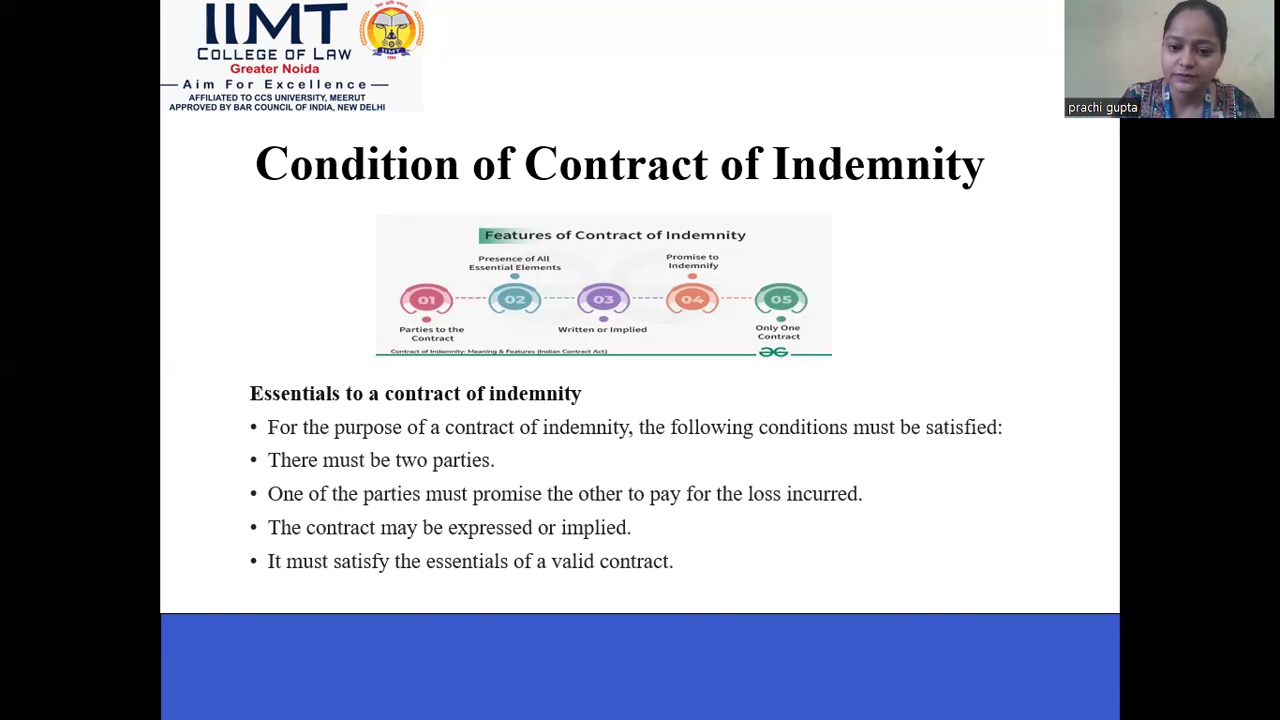 IIMT
COLLEGE OF LAW
Greater Noida
Aim For Excellence
AFFILIATED TO CCS UNIVERSITY, MEERUT
APPROVED BY BAR COUNCIL OF INDIA, NEW DELHI
IIMT
prachi gupta
Condition of Contract of Indemnity
Features of Contract of Indemnity
Presence of All
Essential Elements
Promise to
Indemnify
01 02 03 04 05
Parties to the
Contract
Written or Implied
Only One
Contract
Contract of Indemnity: Meaning & Features (Indian Contract Act)
Essentials to a contract of indemnity
• For the purpose of a contract of indemnity, the following conditions must be satisfied:
• There must be two parties.
• One of the parties must promise the other to pay for the loss incurred.
• The contract may be expressed or implied.
• It must satisfy the essentials of a valid contract.